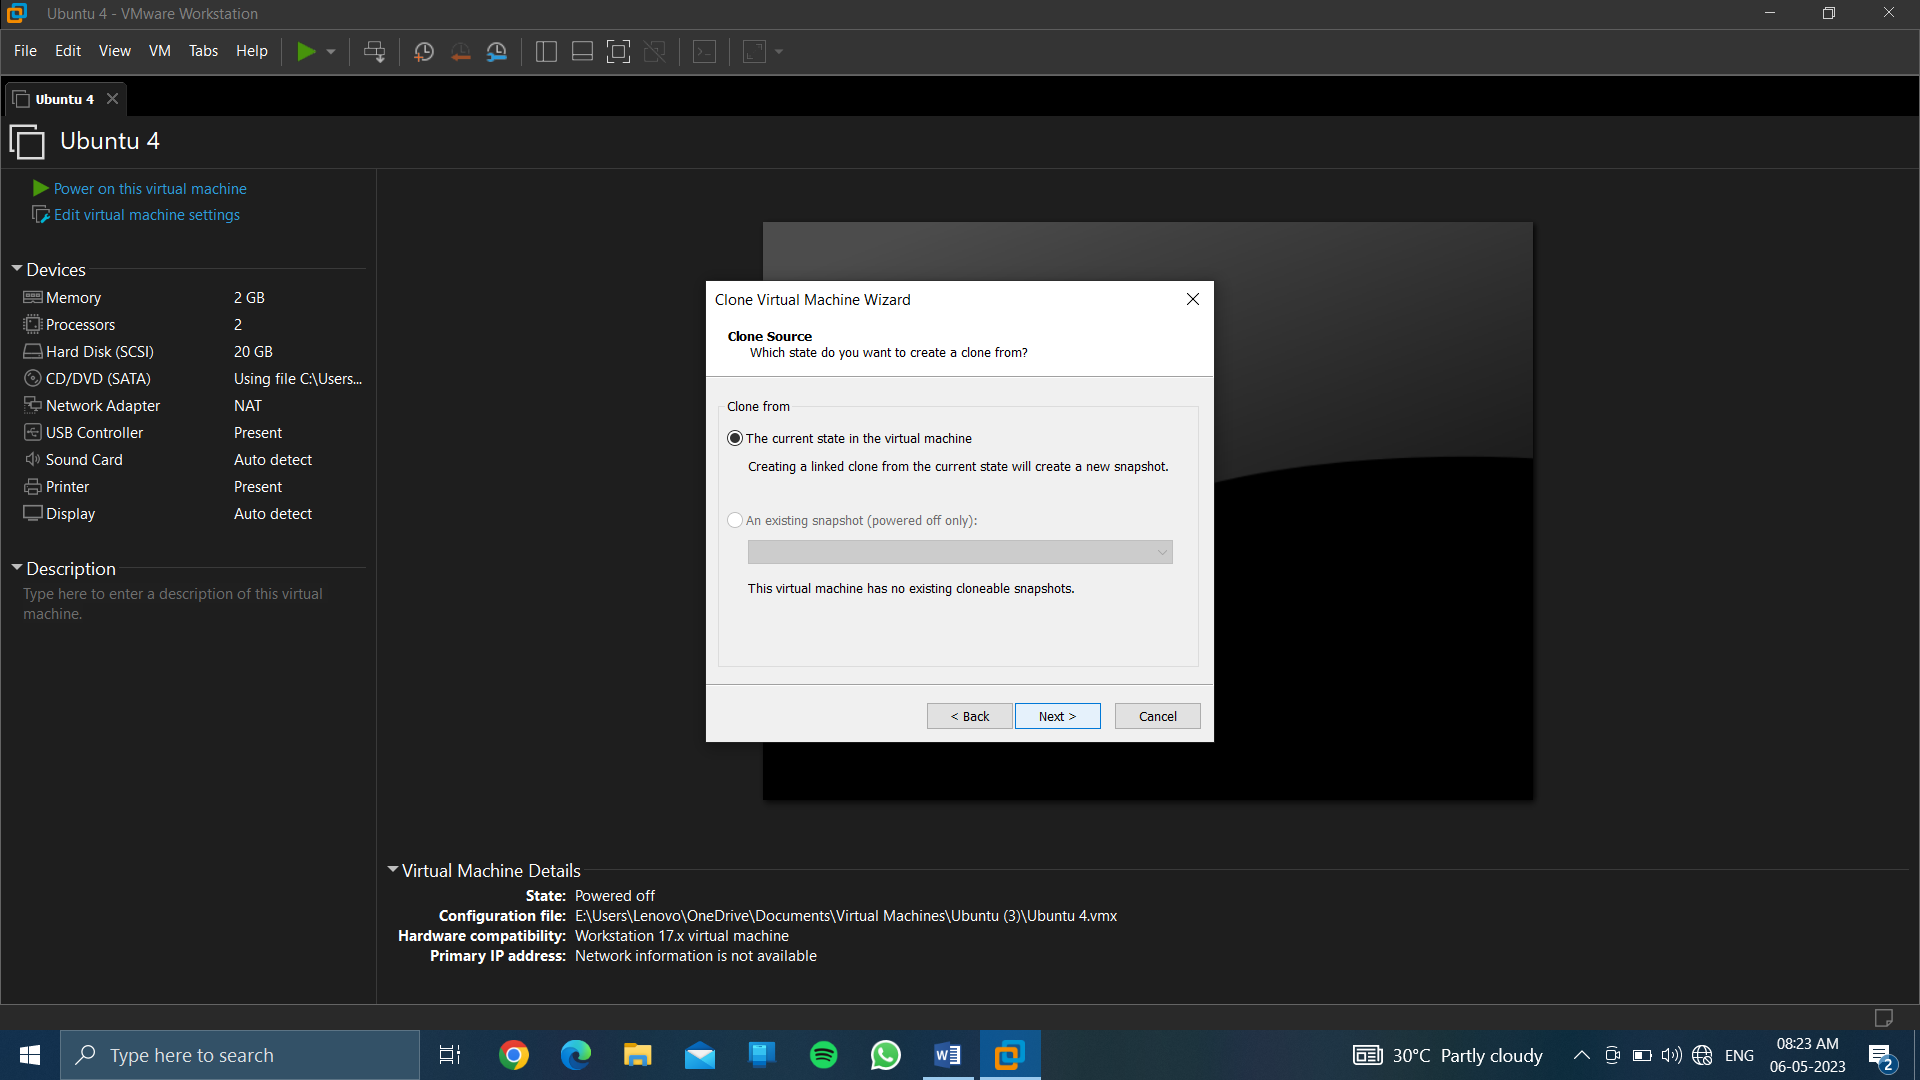 Ubuntu 4 - VMware Workstation
File Edit View VM Tabs Help
Ubuntu 4
Ubuntu 4
Power on this virtual machine
Edit virtual machine settings
Devices
Memory 2 GB
Processors 2
Hard Disk (SCSI) 20 GB
CD/DVD (SATA) Using file C:\Users...
Network Adapter NAT
USB Controller Present
Sound Card Auto detect
Printer Present
Display Auto detect
Description
Type here to enter a description of this virtual
machine.
Clone Virtual Machine Wizard
Clone Source
Which state do you want to create a clone from?
Clone from
The current state in the virtual machine
Creating a linked clone from the current state will create a new snapshot.
An existing snapshot (powered off only):
This virtual machine has no existing cloneable snapshots.
< Back Next > Cancel
Virtual Machine Details
State: Powered off
Configuration file: E:\Users\Lenovo\OneDrive\Documents\Virtual Machines\Ubuntu (3)\Ubuntu 4.vmx
Hardware compatibility: Workstation 17.x virtual machine
Primary IP address: Network information is not available
Type here to search
30°C Partly cloudy
ENG
08:23 AM
06-05-2023
2